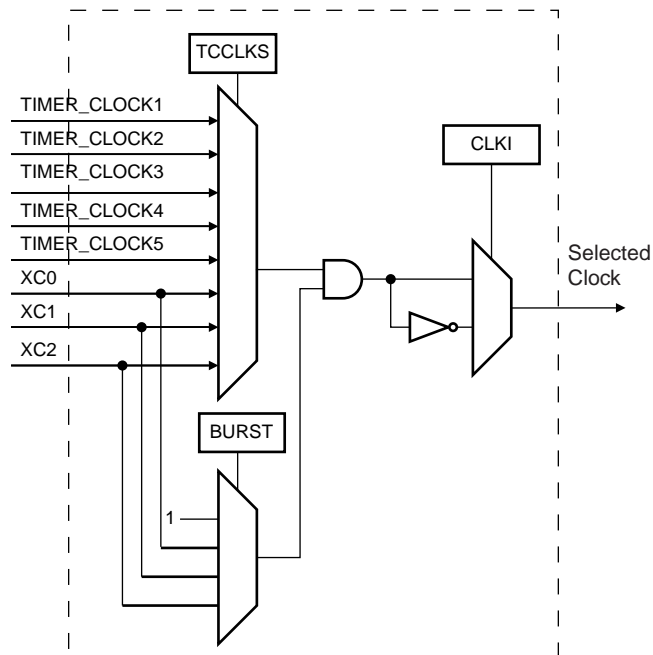 TCCLKS
TIMER_CLOCK1
TIMER_CLOCK2
TIMER_CLOCK3
TIMER_CLOCK4
TIMER_CLOCK5
XC0
XC1
XC2
CLKI
Selected
Clock
BURST
1